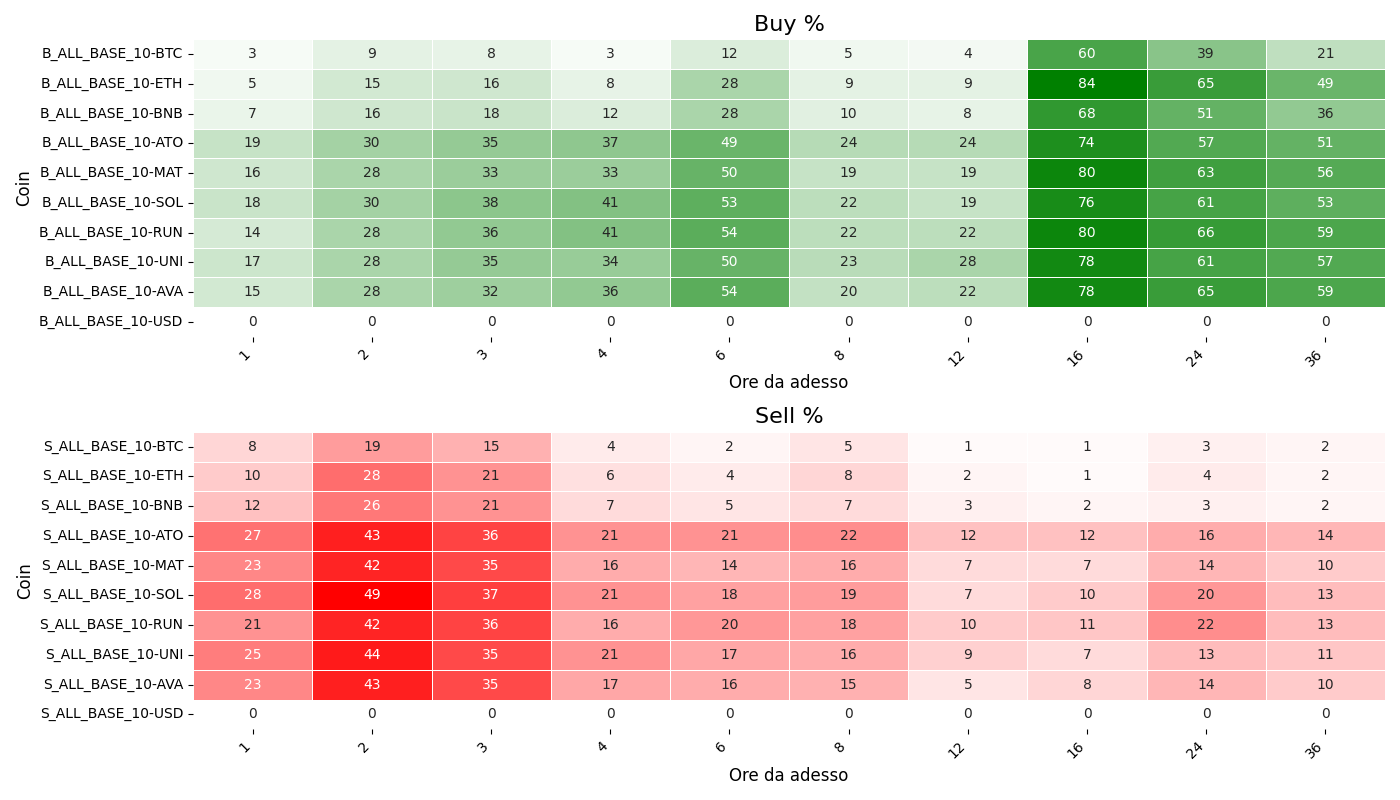 Buy %
Coin
B_ALL_BASE_10-BTC 3 9 8 3 12 5 4 60 39 21
B_ALL_BASE_10-ETH 5 15 16 8 28 9 9 84 65 49
B_ALL_BASE_10-BNB 7 16 18 12 28 10 8 68 51 36
B_ALL_BASE_10-ATO 19 30 35 37 49 24 24 74 57 51
B_ALL_BASE_10-MAT 16 28 33 33 50 19 19 80 63 56
B_ALL_BASE_10-SOL 18 30 38 41 53 22 19 76 61 53
B_ALL_BASE_10-RUN 14 28 36 41 54 22 22 80 66 59
B_ALL_BASE_10-UNI 17 28 35 34 50 23 28 78 61 57
B_ALL_BASE_10-AVA 15 28 32 36 54 20 22 78 65 59
B_ALL_BASE_10-USD 0 0 0 0 0 0 0 0 0 0
1 2 3 4 6 8 12 16 24 36
Ore da adesso
Sell %
Coin
S_ALL_BASE_10-BTC 8 19 15 4 2 5 1 1 3 2
S_ALL_BASE_10-ETH 10 28 21 6 4 8 2 1 4 2
S_ALL_BASE_10-BNB 12 26 21 7 5 7 3 2 3 2
S_ALL_BASE_10-ATO 27 43 36 21 21 22 12 12 16 14
S_ALL_BASE_10-MAT 23 42 35 16 14 16 7 7 14 10
S_ALL_BASE_10-SOL 28 49 37 21 18 19 7 10 20 13
S_ALL_BASE_10-RUN 21 42 36 16 20 18 10 11 22 13
S_ALL_BASE_10-UNI 25 44 35 21 17 16 9 7 13 11
S_ALL_BASE_10-AVA 23 43 35 17 16 15 5 8 14 10
S_ALL_BASE_10-USD 0 0 0 0 0 0 0 0 0 0
1 2 3 4 6 8 12 16 24 36
Ore da adesso